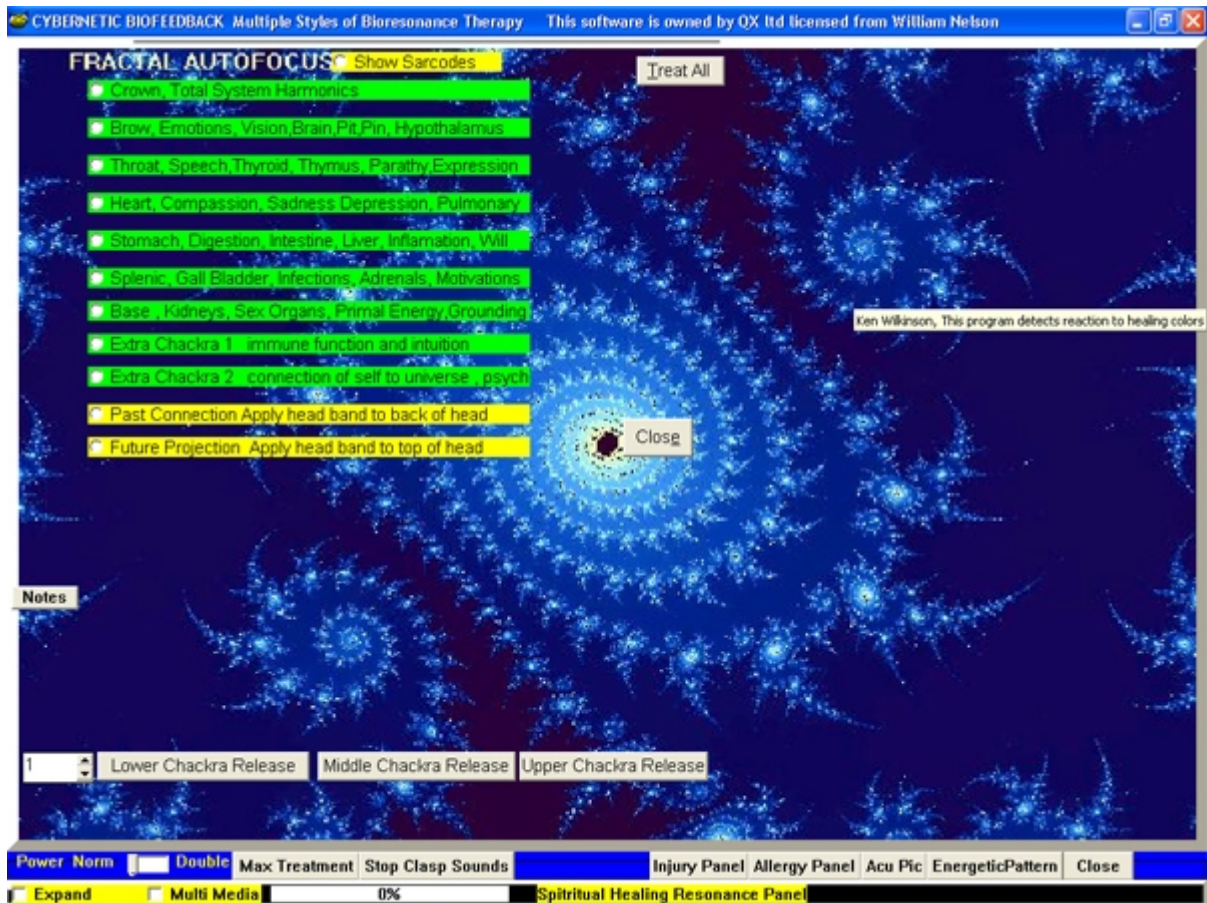 CYBERNETIC BIOFEEDBACK Multiple Styles of Bioresonance Therapy This software is owned by QX ltd licensed from William Nelson
FRACTAL AUTOFOCUS Show Sarcodes
Treat All
Crown, Total System Harmonics
Brow, Emotions, Vision,Brain,Pit,Pin, Hypothalamus
Throat, Speech,Thyroid, Thymus, Parathy,Expression
Heart, Compassion, Sadness Depression, Pulmonary
Stomach, Digestion, Intestine, Liver, Inflamation, Will
Splenic, Gall Bladder, Infections, Adrenals, Motivations
Base , Kidneys, Sex Organs, Primal Energy,Grounding
Ken Wilkinson, This program detects reaction to healing colors
Extra Chackra 1 immune function and intuition
Extra Chackra 2 connection of self to universe , psych
Past Connection Apply head band to back of head
Future Projection Apply head band to top of head
Close
Notes
1 Lower Chackra Release Middle Chackra Release Upper Chackra Release
Power Norm Double Max Treatment Stop Clasp Sounds Injury Panel Allergy Panel Acu Pic EnergeticPattern Close
Expand Multi Media 0% Spitritual Healing Resonance Panel